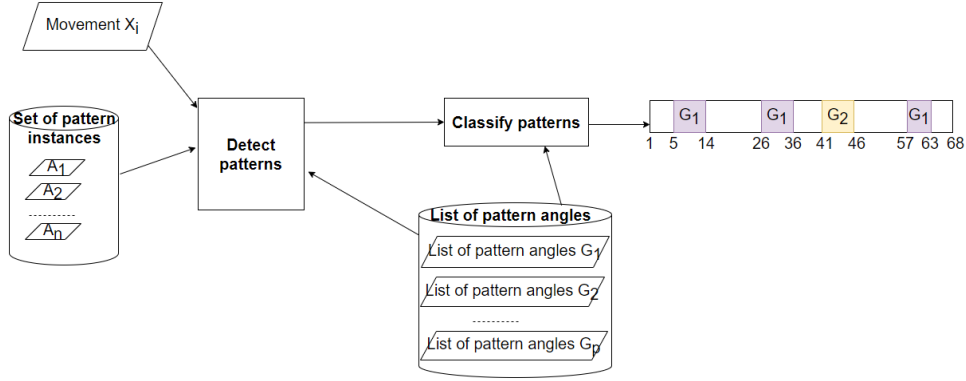 Movement Xi
Set of pattern
instances
A1
A2
An
Detect
patterns
Classify patterns
G1 G1 G2 G1
1 5 14 26 36 41 46 57 63 68
List of pattern angles
List of pattern angles G1
List of pattern angles G2
List of pattern angles Gp